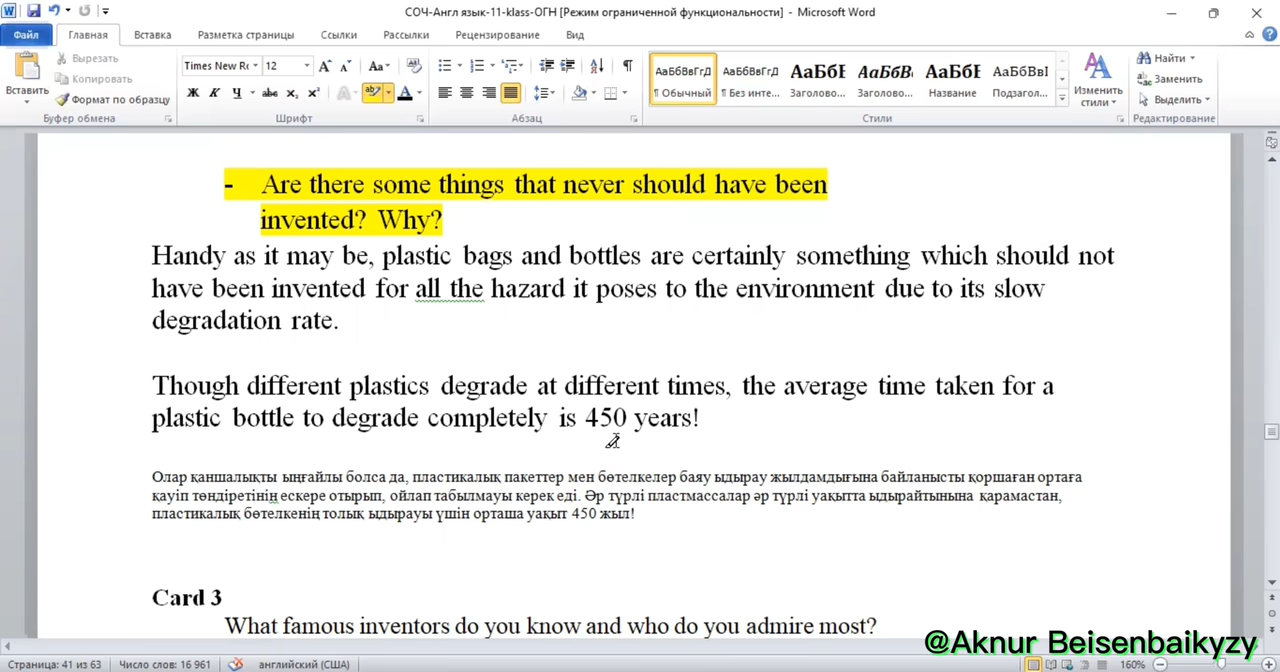 СОЧ-Англ язык-11-klass-ОГН [Режим ограниченной функциональности] - Microsoft Word
Файл Главная Вставка Разметка страницы Ссылки Рассылки Рецензирование Вид
Вставить
Вырезать
Копировать
Формат по образцу
Буфер обмена
Times New Ro 12
Ж К Ч abc x₂ x²
Шрифт
Абзац
АаБбВвГгД АаБбВвГгД АаБбІ АаБбВ АаБбВ АаБбВвІ
¶ Обычный ¶ Без инте... Заголово... Заголово... Название Подзагол...
Стили
Изменить стили
Найти
Заменить
Выделить
Редактирование
- Are there some things that never should have been
invented? Why?
Handy as it may be, plastic bags and bottles are certainly something which should not
have been invented for all the hazard it poses to the environment due to its slow
degradation rate.
Though different plastics degrade at different times, the average time taken for a
plastic bottle to degrade completely is 450 years!
Олар қаншалықты ыңғайлы болса да, пластикалық пакеттер мен бөтелкелер баяу ыдырау жылдамдығына байланысты қоршаған ортаға
қауіп төндіретінің ескере отырып, ойлап табылмауы керек еді. Әр түрлі пластмассалар әр түрлі уақытта ыдырайтынына қарамастан,
пластикалық бөтелкенің толық ыдырауы үшін орташа уақыт 450 жыл!
Card 3
What famous inventors do you know and who do you admire most?
@Aknur Beisenbaikyzy
Страница: 41 из 63 Число слов: 16 961 английский (США) 160%